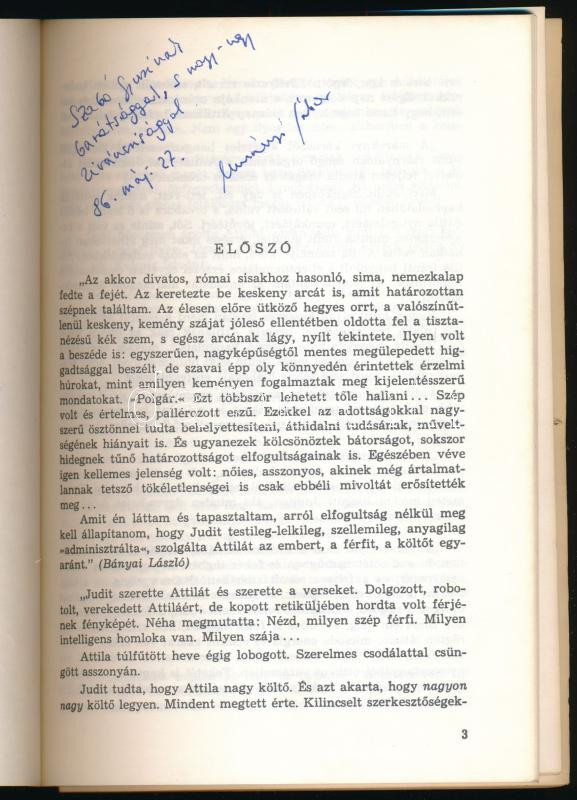 Szabó Zsuzsinak
barátsággal, s nagy-nagy
kíváncsisággal
86. máj. 27.
Gábor
ELŐSZÓ
„Az akkor divatos, római sisakhoz hasonló, sima, nemezkalap
fedte a fejét. Az keretezte be keskeny arcát is, amit határozottan
szépnek találtam. Az élesen előre ütköző hegyes orrt, a valószínűt-
lenül keskeny, kemény szájat jóleső ellentétben oldotta fel a tiszta-
nézésű kék szem, s egész arcának lágy, nyílt tekintete. Ilyen volt
a beszéde is: egyszerűen, nagyképűségtől mentes megülepedett hig-
gadtsággal beszélt, de szavai épp oly könnyedén érintettek érzelmi
húrokat, mint amilyen keményen fogalmaztak meg kijelentésszerű
mondatokat. »Polgár.« Ezt többször lehetett tőle hallani... Szép
volt és értelmes, pallérozott eszű. Ezekkel az adottságokkal nagy-
szerű ösztönnel tudta behelyettesíteni, áthidalni tudásának, művelt-
ségének hiányait is. És ugyanezek kölcsönöztek bátorságot, sokszor
hidegnek tűnő határozottságot elfogultságainak is. Egészében véve
igen kellemes jelenség volt: nőies, asszonyos, akinek még ártalmat-
lannak tetsző tökéletlenségei is csak ebbéli mivoltát erősítették
meg...
Amit én láttam és tapasztaltam, arról elfogultság nélkül meg
kell állapítanom, hogy Judit testileg-lelkileg, szellemileg, anyagilag
»adminisztrálta«, szolgálta Attilát az embert, a férfit, a költőt egy-
aránt.” (Bányai László)
„Judit szerette Attilát és szerette a verseket. Dolgozott, robo-
tolt, verekedett Attiláért, de kopott retiküljében hordta volt férjé-
nek fényképét. Néha megmutatta: Nézd, milyen szép férfi. Milyen
intelligens homloka van. Milyen szája...
Attila túlfűtött heve égig lobogott. Szerelmes csodálattal csün-
gött asszonyán.
Judit tudta, hogy Attila nagy költő. És azt akarta, hogy nagyon
nagy költő legyen. Mindent megtett érte. Kilincselt szerkesztőségek-
3